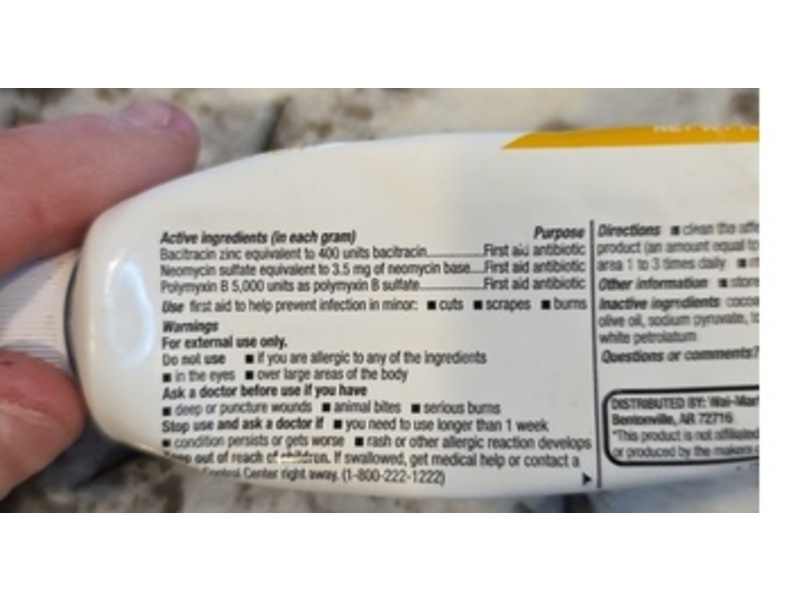 Active ingredients (in each gram) Purpose
Bacitracin zinc equivalent to 400 units bacitracin First aid antibiotic
Neomycin sulfate equivalent to 3.5 mg of neomycin base First aid antibiotic
Polymyxin B 5,000 units as polymyxin B sulfate First aid antibiotic
Use first aid to help prevent infection in minor: ■ cuts ■ scrapes ■ burns
Warnings
For external use only.
Do not use ■ if you are allergic to any of the ingredients
■ in the eyes ■ over large areas of the body
Ask a doctor before use if you have
■ deep or puncture wounds ■ animal bites ■ serious burns
Stop use and ask a doctor if ■ you need to use longer than 1 week
■ condition persists or gets worse ■ rash or other allergic reaction develops
Keep out of reach of children. If swallowed, get medical help or contact a
Control Center right away. (1-800-222-1222)
Directions ■ clean the
product (an amount equal to
area 1 to 3 times daily ■
Other information ■
Inactive ingredients
olive oil, sodium pyruvate,
white petrolatum
Questions or comments?
DISTRIBUTED BY: Wal-Mar
Bentonville, AR 72716
*This product is not affiliated
or produced by the makers